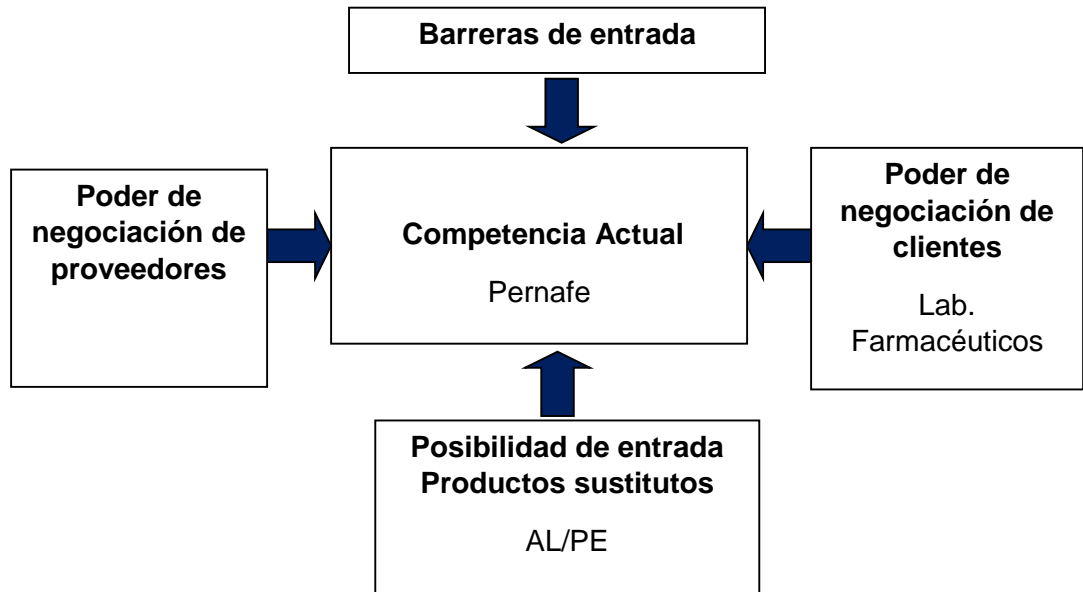 Barreras de entrada
Poder de
negociación de
proveedores
Competencia Actual
Pernafe
Poder de
negociación de
clientes
Lab.
Farmacéuticos
Posibilidad de entrada
Productos sustitutos
AL/PE